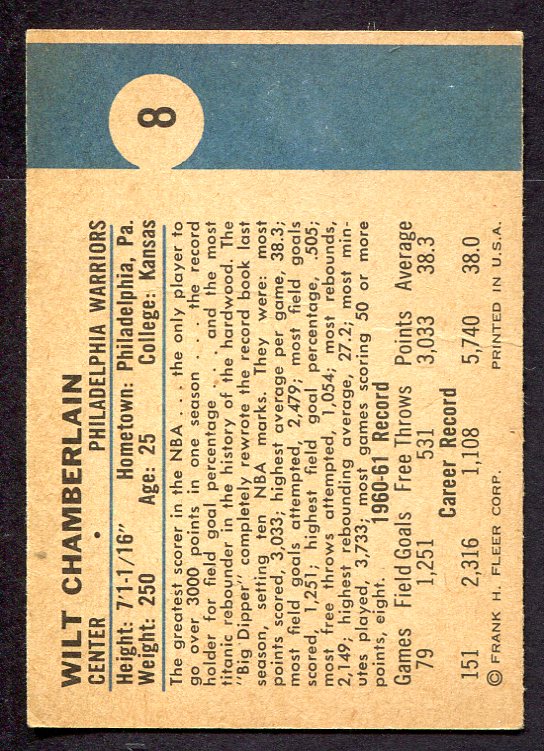 8
WILT CHAMBERLAIN
CENTER • PHILADELPHIA WARRIORS
Height: 7'1-1/16" Hometown: Philadelphia, Pa.
Weight: 250 Age: 25 College: Kansas
The greatest scorer in the NBA . . . the only player to
go over 3000 points in one season . . . the record
holder for field goal percentage . . . and the most
titanic rebounder in the history of the hardwood. The
"Big Dipper" completely rewrote the record book last
season, setting ten NBA marks. They were: most
points scored, 3,033; highest average per game, 38.3;
most field goals attempted, 2,479; most field goals
scored, 1,251; highest field goal percentage, .505;
most free throws attempted, 1,054; most rebounds,
2,149; highest rebounding average, 27.2; most min-
utes played, 3,733; most games scoring 50 or more
points, eight.
1960-61 Record
Games Field Goals Free Throws Points Average
79 1,251 531 3,033 38.3
Career Record
151 2,316 1,108 5,740 38.0
© FRANK H. FLEER CORP. PRINTED IN U.S.A.